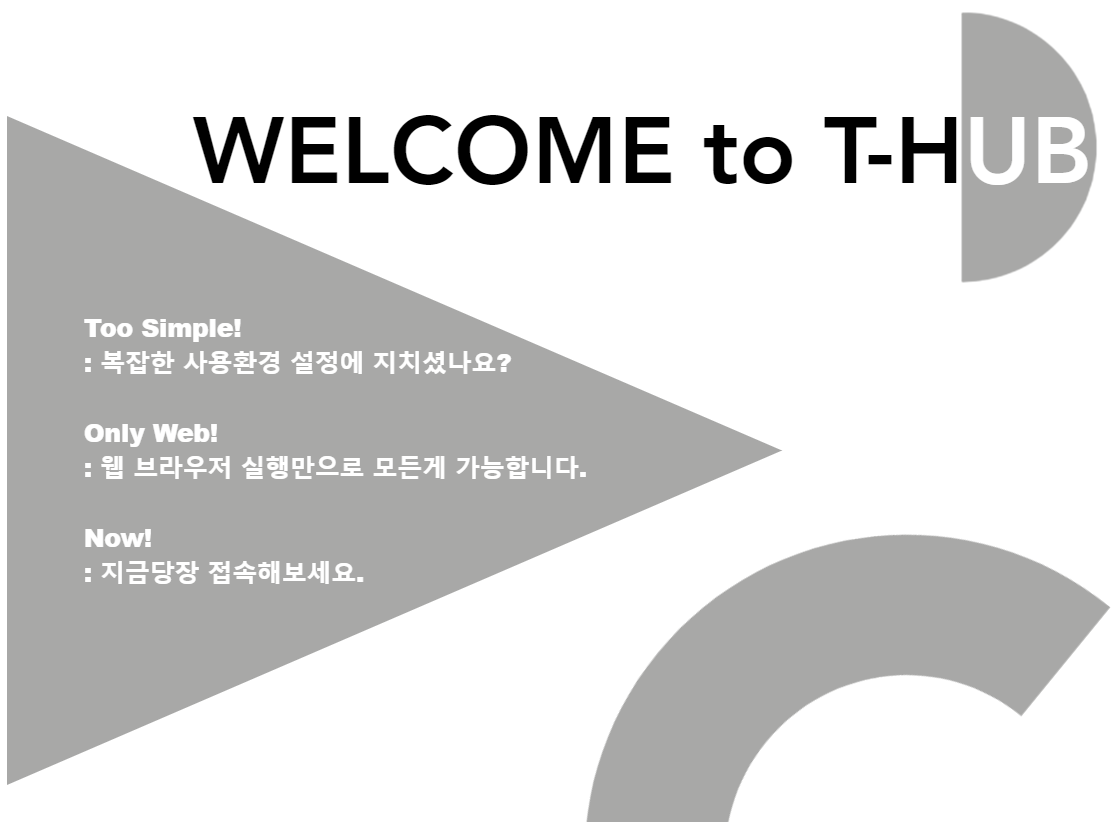 WELCOME to T-HUB
Too Simple!
: 복잡한 사용환경 설정에 지치셨나요?
Only Web!
: 웹 브라우저 실행만으로 모든게 가능합니다.
Now!
: 지금당장 접속해보세요.